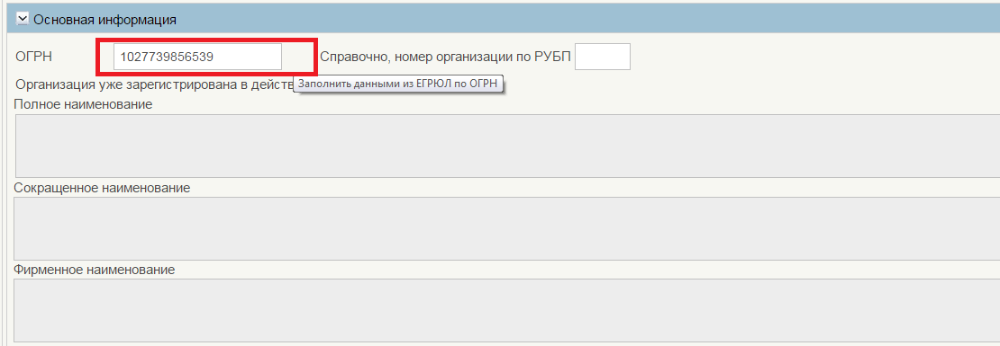 Основная информация
ОГРН 1027739856539 Справочно, номер организации по РУБП
Организация уже зарегистрирована в действ
Заполнить данными из ЕГРЮЛ по ОГРН
Полное наименование
Сокращенное наименование
Фирменное наименование